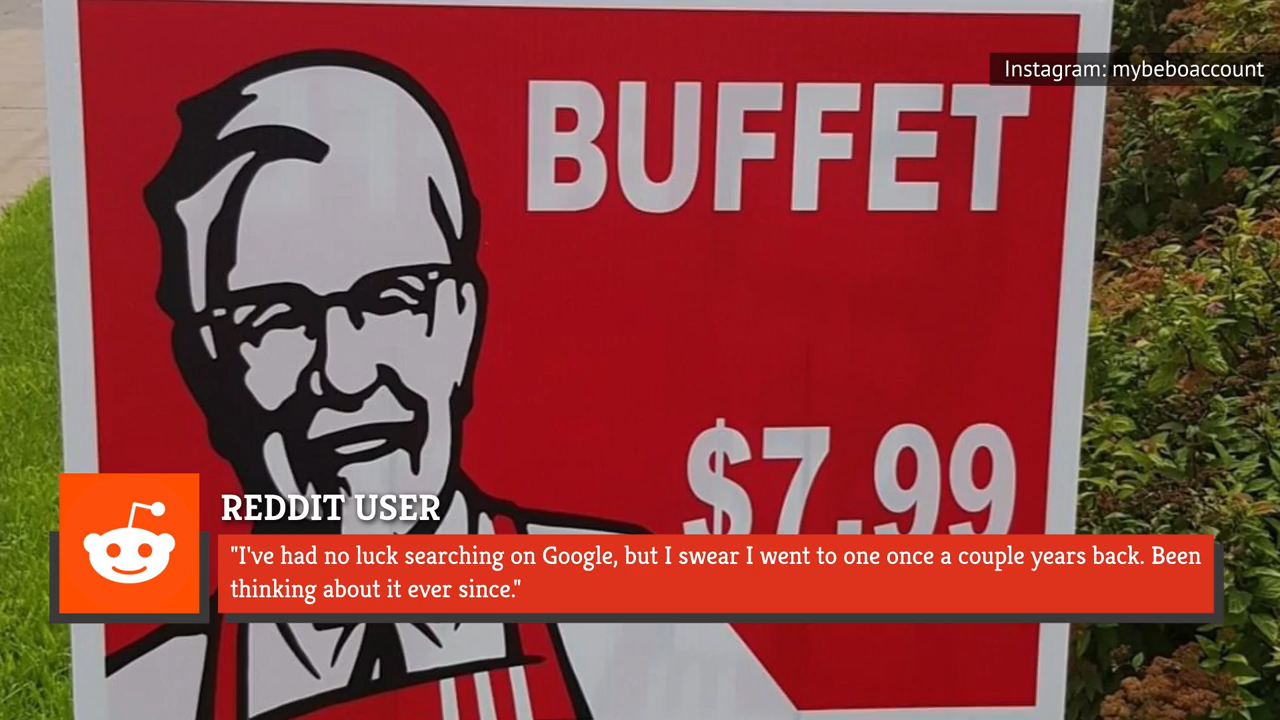 Instagram: mybeboaccount
BUFFET
$7.99
REDDIT USER
"I've had no luck searching on Google, but I swear I went to one once a couple years back. Been
thinking about it ever since."